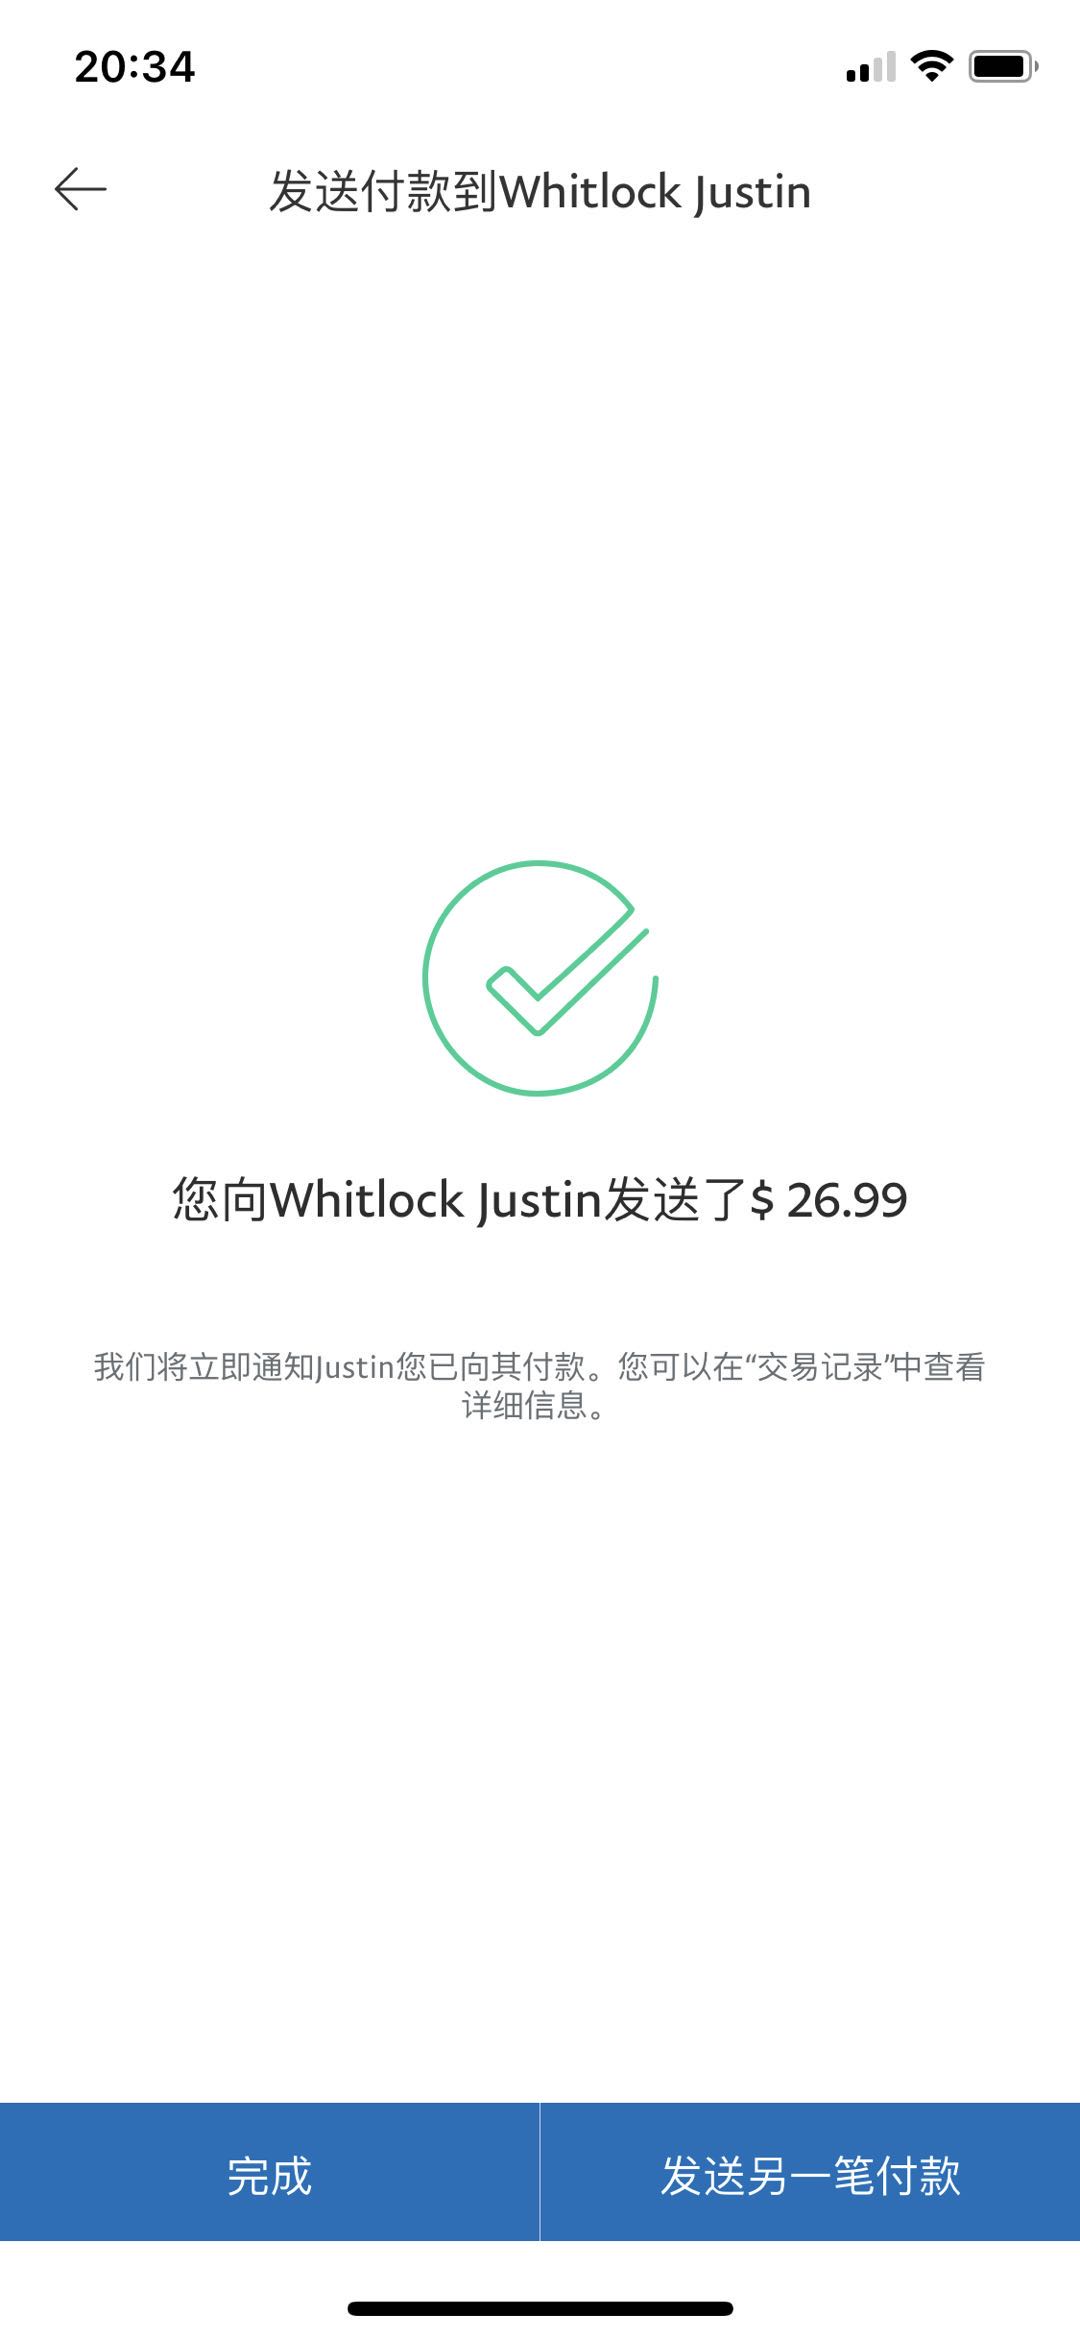 20:34
发送付款到Whitlock Justin
您向Whitlock Justin发送了$ 26.99
我们将立即通知Justin您已向其付款。您可以在“交易记录”中查看
详细信息。
完成
发送另一笔付款